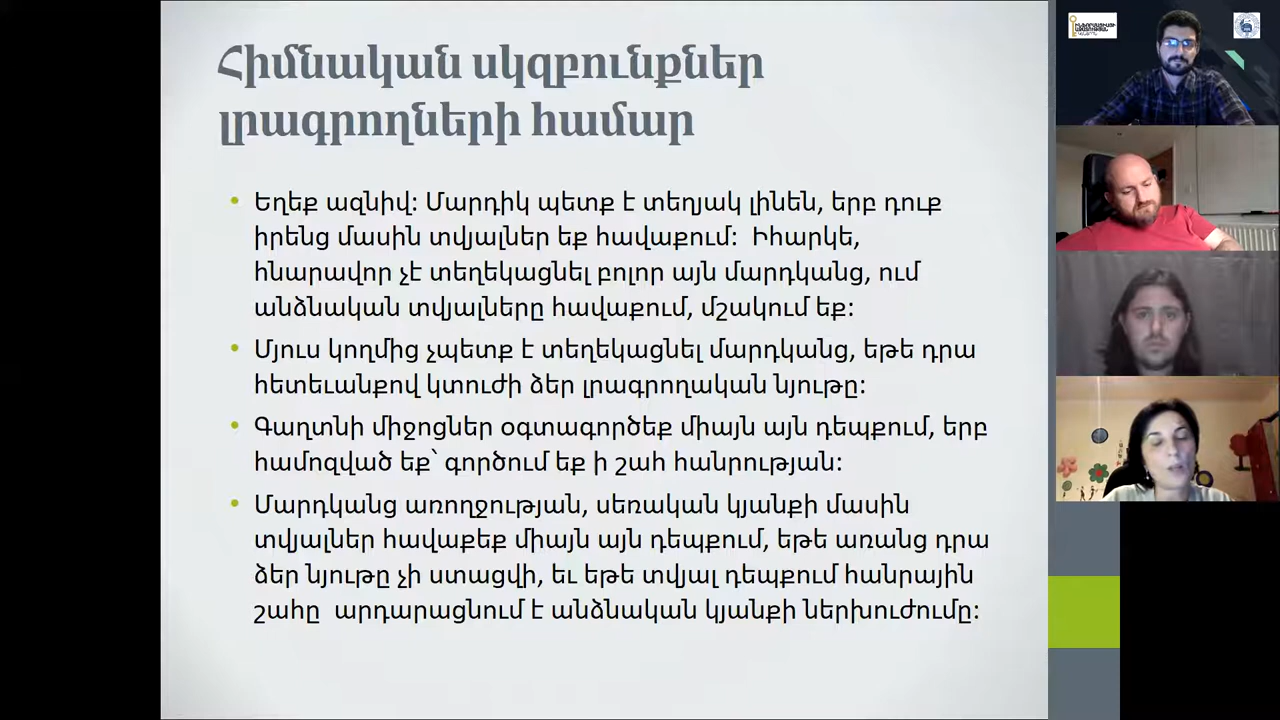 Հիմնական սկզբունքներ
լրագրողների համար
• Եղեք ազնիվ: Մարդիկ պետք է տեղյակ լինեն, երբ դուք
իրենց մասին տվյալներ եք հավաքում:  Իհարկե,
հնարավոր չէ տեղեկացնել բոլոր այն մարդկանց, ում
անձնական տվյալները հավաքում, մշակում եք:
• Մյուս կողմից չպետք է տեղեկացնել մարդկանց, եթե դրա
հետեւանքով կտուժի ձեր լրագրողական նյութը:
• Գաղտնի միջոցներ օգտագործեք միայն այն դեպքում, երբ
համոզված եք՝ գործում եք ի շահ հանրության:
• Մարդկանց առողջության, սեռական կյանքի մասին
տվյալներ հավաքեք միայն այն դեպքում, եթե առանց դրա
ձեր նյութը չի ստացվի, եւ եթե տվյալ դեպքում հանրային
շահը  արդարացնում է անձնական կյանքի ներխուժումը: